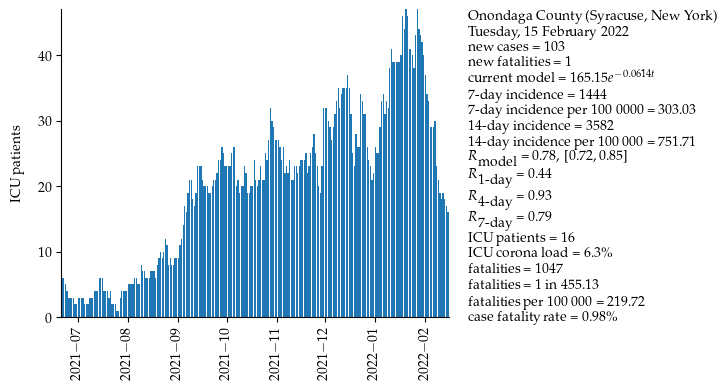 Onondaga County (Syracuse, New York)
Tuesday, 15 February 2022
new cases = 103
new fatalities = 1
current model = 165.15e^{−0.0614t}
7-day incidence = 1444
7-day incidence per 100 0000 = 303.03
14-day incidence = 3582
14-day incidence per 100 000 = 751.71
R_model = 0.78, [0.72, 0.85]
R_1-day = 0.44
R_4-day = 0.93
R_7-day = 0.79
ICU patients = 16
ICU corona load = 6.3%
fatalities = 1047
fatalities = 1 in 455.13
fatalities per 100 000 = 219.72
case fatality rate = 0.98%
ICU patients
40
30
20
10
0
2021−07
2021−08
2021−09
2021−10
2021−11
2021−12
2022−01
2022−02